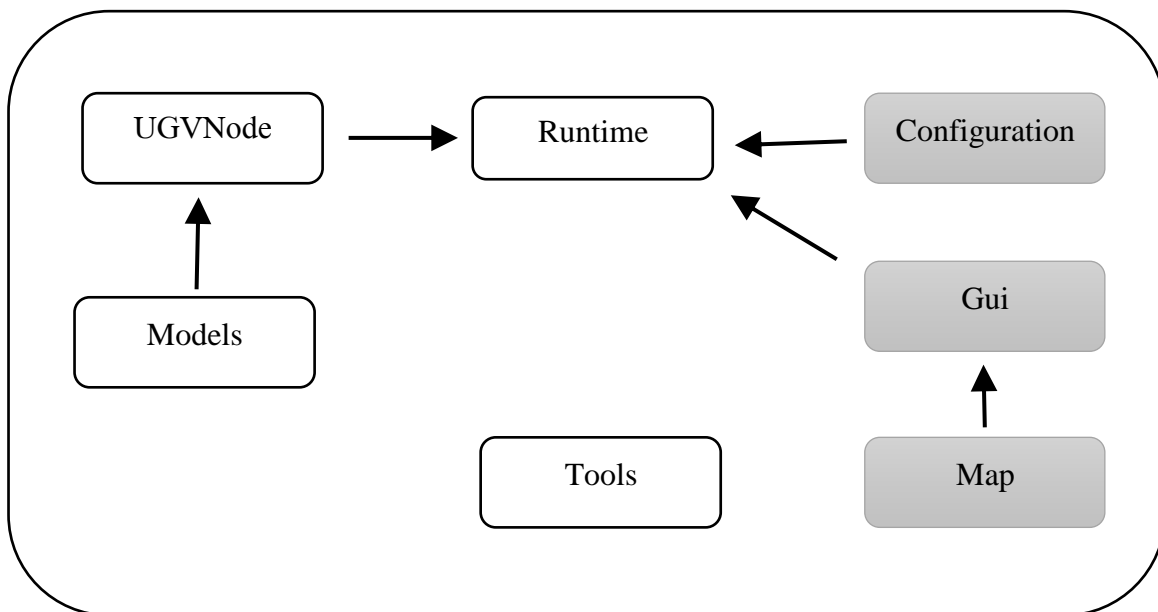 UGVNode
Runtime
Configuration
Gui
Models
Tools
Map